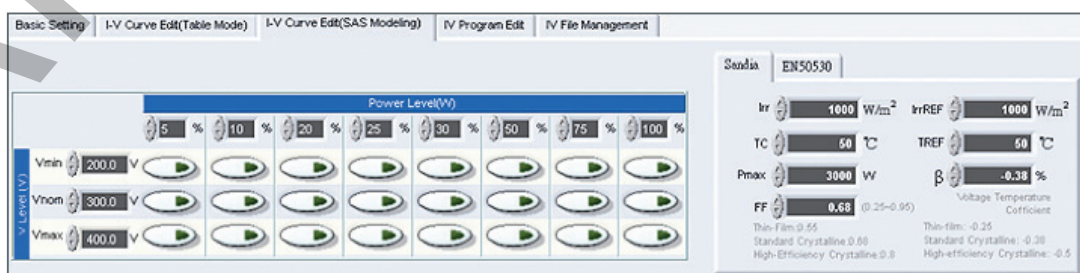 Basic Setting I-V Curve Edit(Table Mode) I-V Curve Edit(SAS Modeling) IV Program Edit IV File Management
Sandia EN50530
Power Level(W)
5 % 10 % 20 % 25 % 30 % 50 % 75 % 100 %
V Level (V)
Vmin 200.0 V
Vnom 300.0 V
Vmax 400.0 V
Irr 1000 W/m² IrrREF 1000 W/m²
TC 50 °C TREF 50 °C
Pmax 3000 W β -0.38 %
FF 0.68 (0.25~0.95) Voltage Temperature
Cofficient
Thin-Film:0.55 Thin-film: -0.25
Standard Crystalline:0.68 Standard Crystalline: -0.38
High-Efficiency Crystalline:0.8 High-efficiency Crystalline: -0.5